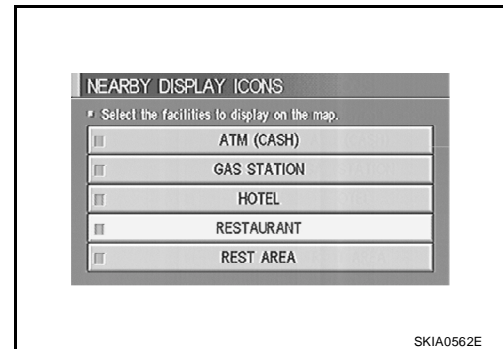 NEARBY DISPLAY ICONS
Select the facilities to display on the map.
ATM (CASH)
GAS STATION
HOTEL
RESTAURANT
REST AREA
SKIA0562E